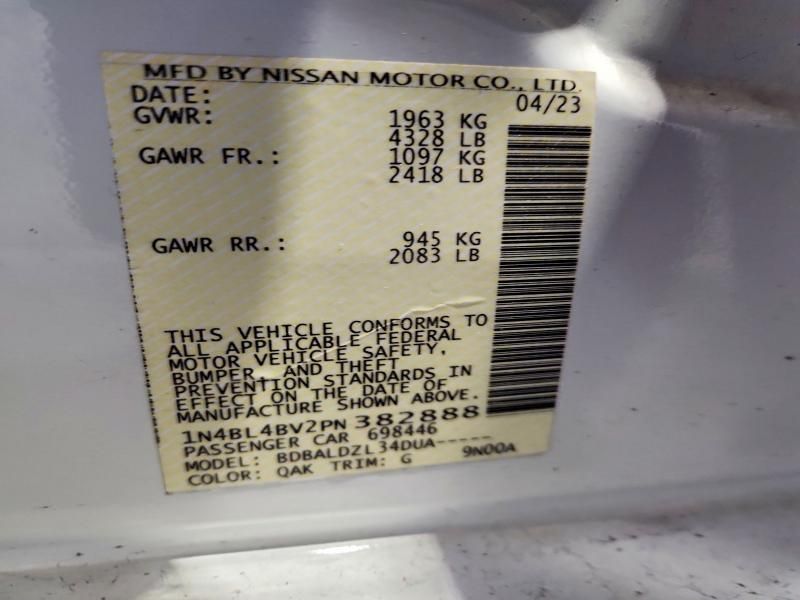 MFD BY NISSAN MOTOR CO., LTD.
DATE: 04/23
GVWR: 1963 KG
4328 LB
GAWR FR.: 1097 KG
2418 LB
GAWR RR.: 945 KG
2083 LB
THIS VEHICLE CONFORMS TO
ALL APPLICABLE FEDERAL
MOTOR VEHICLE SAFETY,
BUMPER, AND THEFT
PREVENTION STANDARDS IN
EFFECT ON THE DATE OF
MANUFACTURE SHOWN ABOVE.
1N4BL4BV2PN382888
PASSENGER CAR 698446
MODEL: BDBALDZL34DUA-----
COLOR: QAK TRIM: G 9N00A